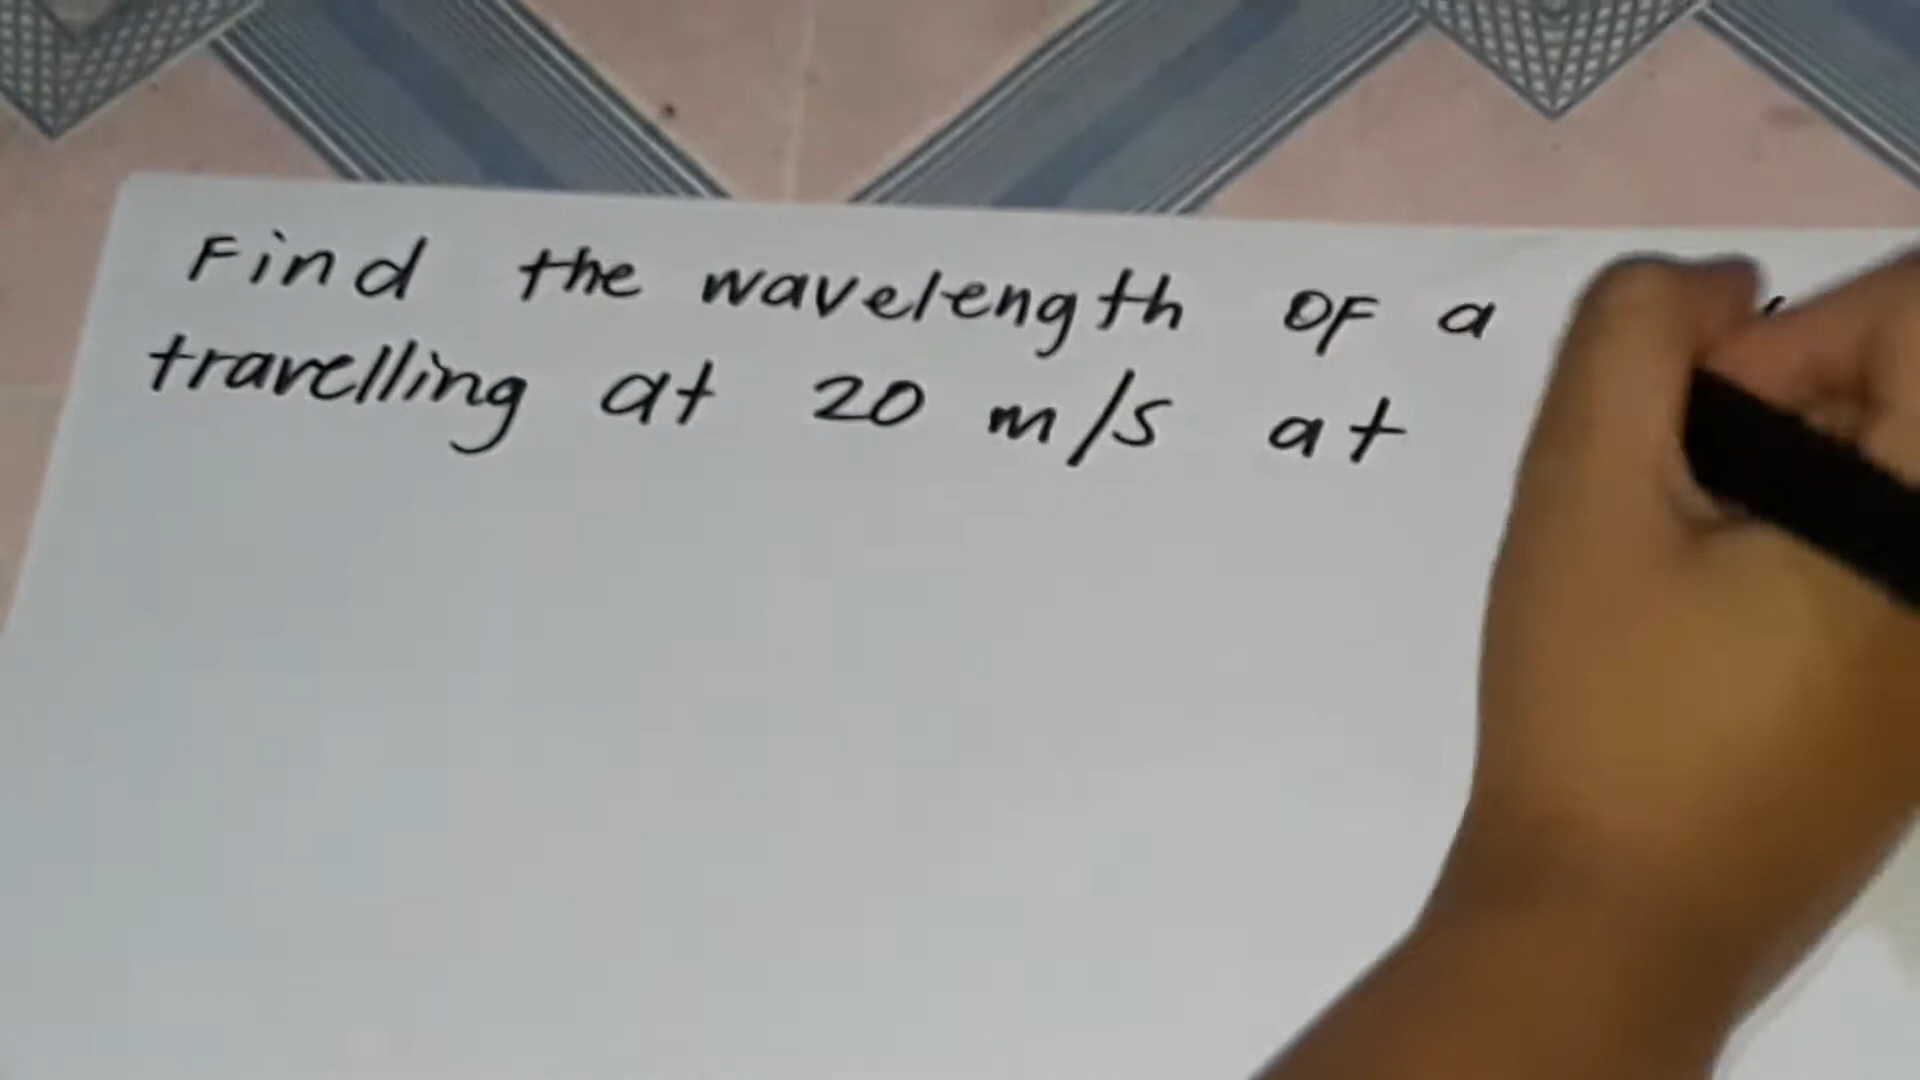 Find the wavelength OF a
travelling at 20 m/s at